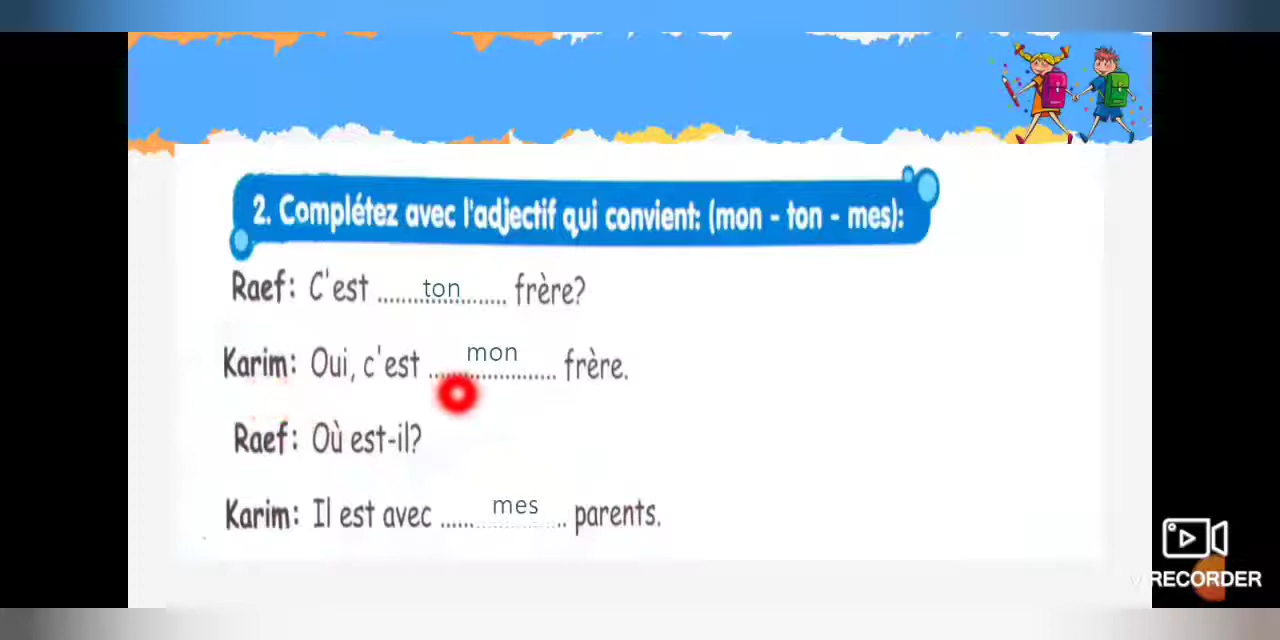 2. Complétez avec l'adjectif qui convient: (mon - ton - mes):
Raef: C'est ......ton...... frère?
Karim: Oui, c'est ......mon...... frère.
Raef: Où est-il?
Karim: Il est avec ......mes...... parents.
RECORDER